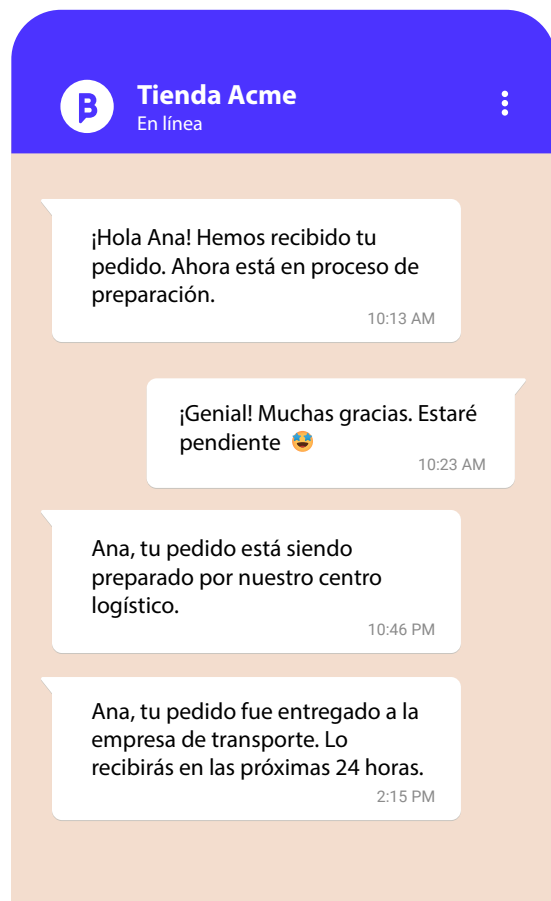 B
Tienda Acme
En línea
¡Hola Ana! Hemos recibido tu
pedido. Ahora está en proceso de
preparación.
10:13 AM
¡Genial! Muchas gracias. Estaré
pendiente 🤩
10:23 AM
Ana, tu pedido está siendo
preparado por nuestro centro
logístico.
10:46 PM
Ana, tu pedido fue entregado a la
empresa de transporte. Lo
recibirás en las próximas 24 horas.
2:15 PM